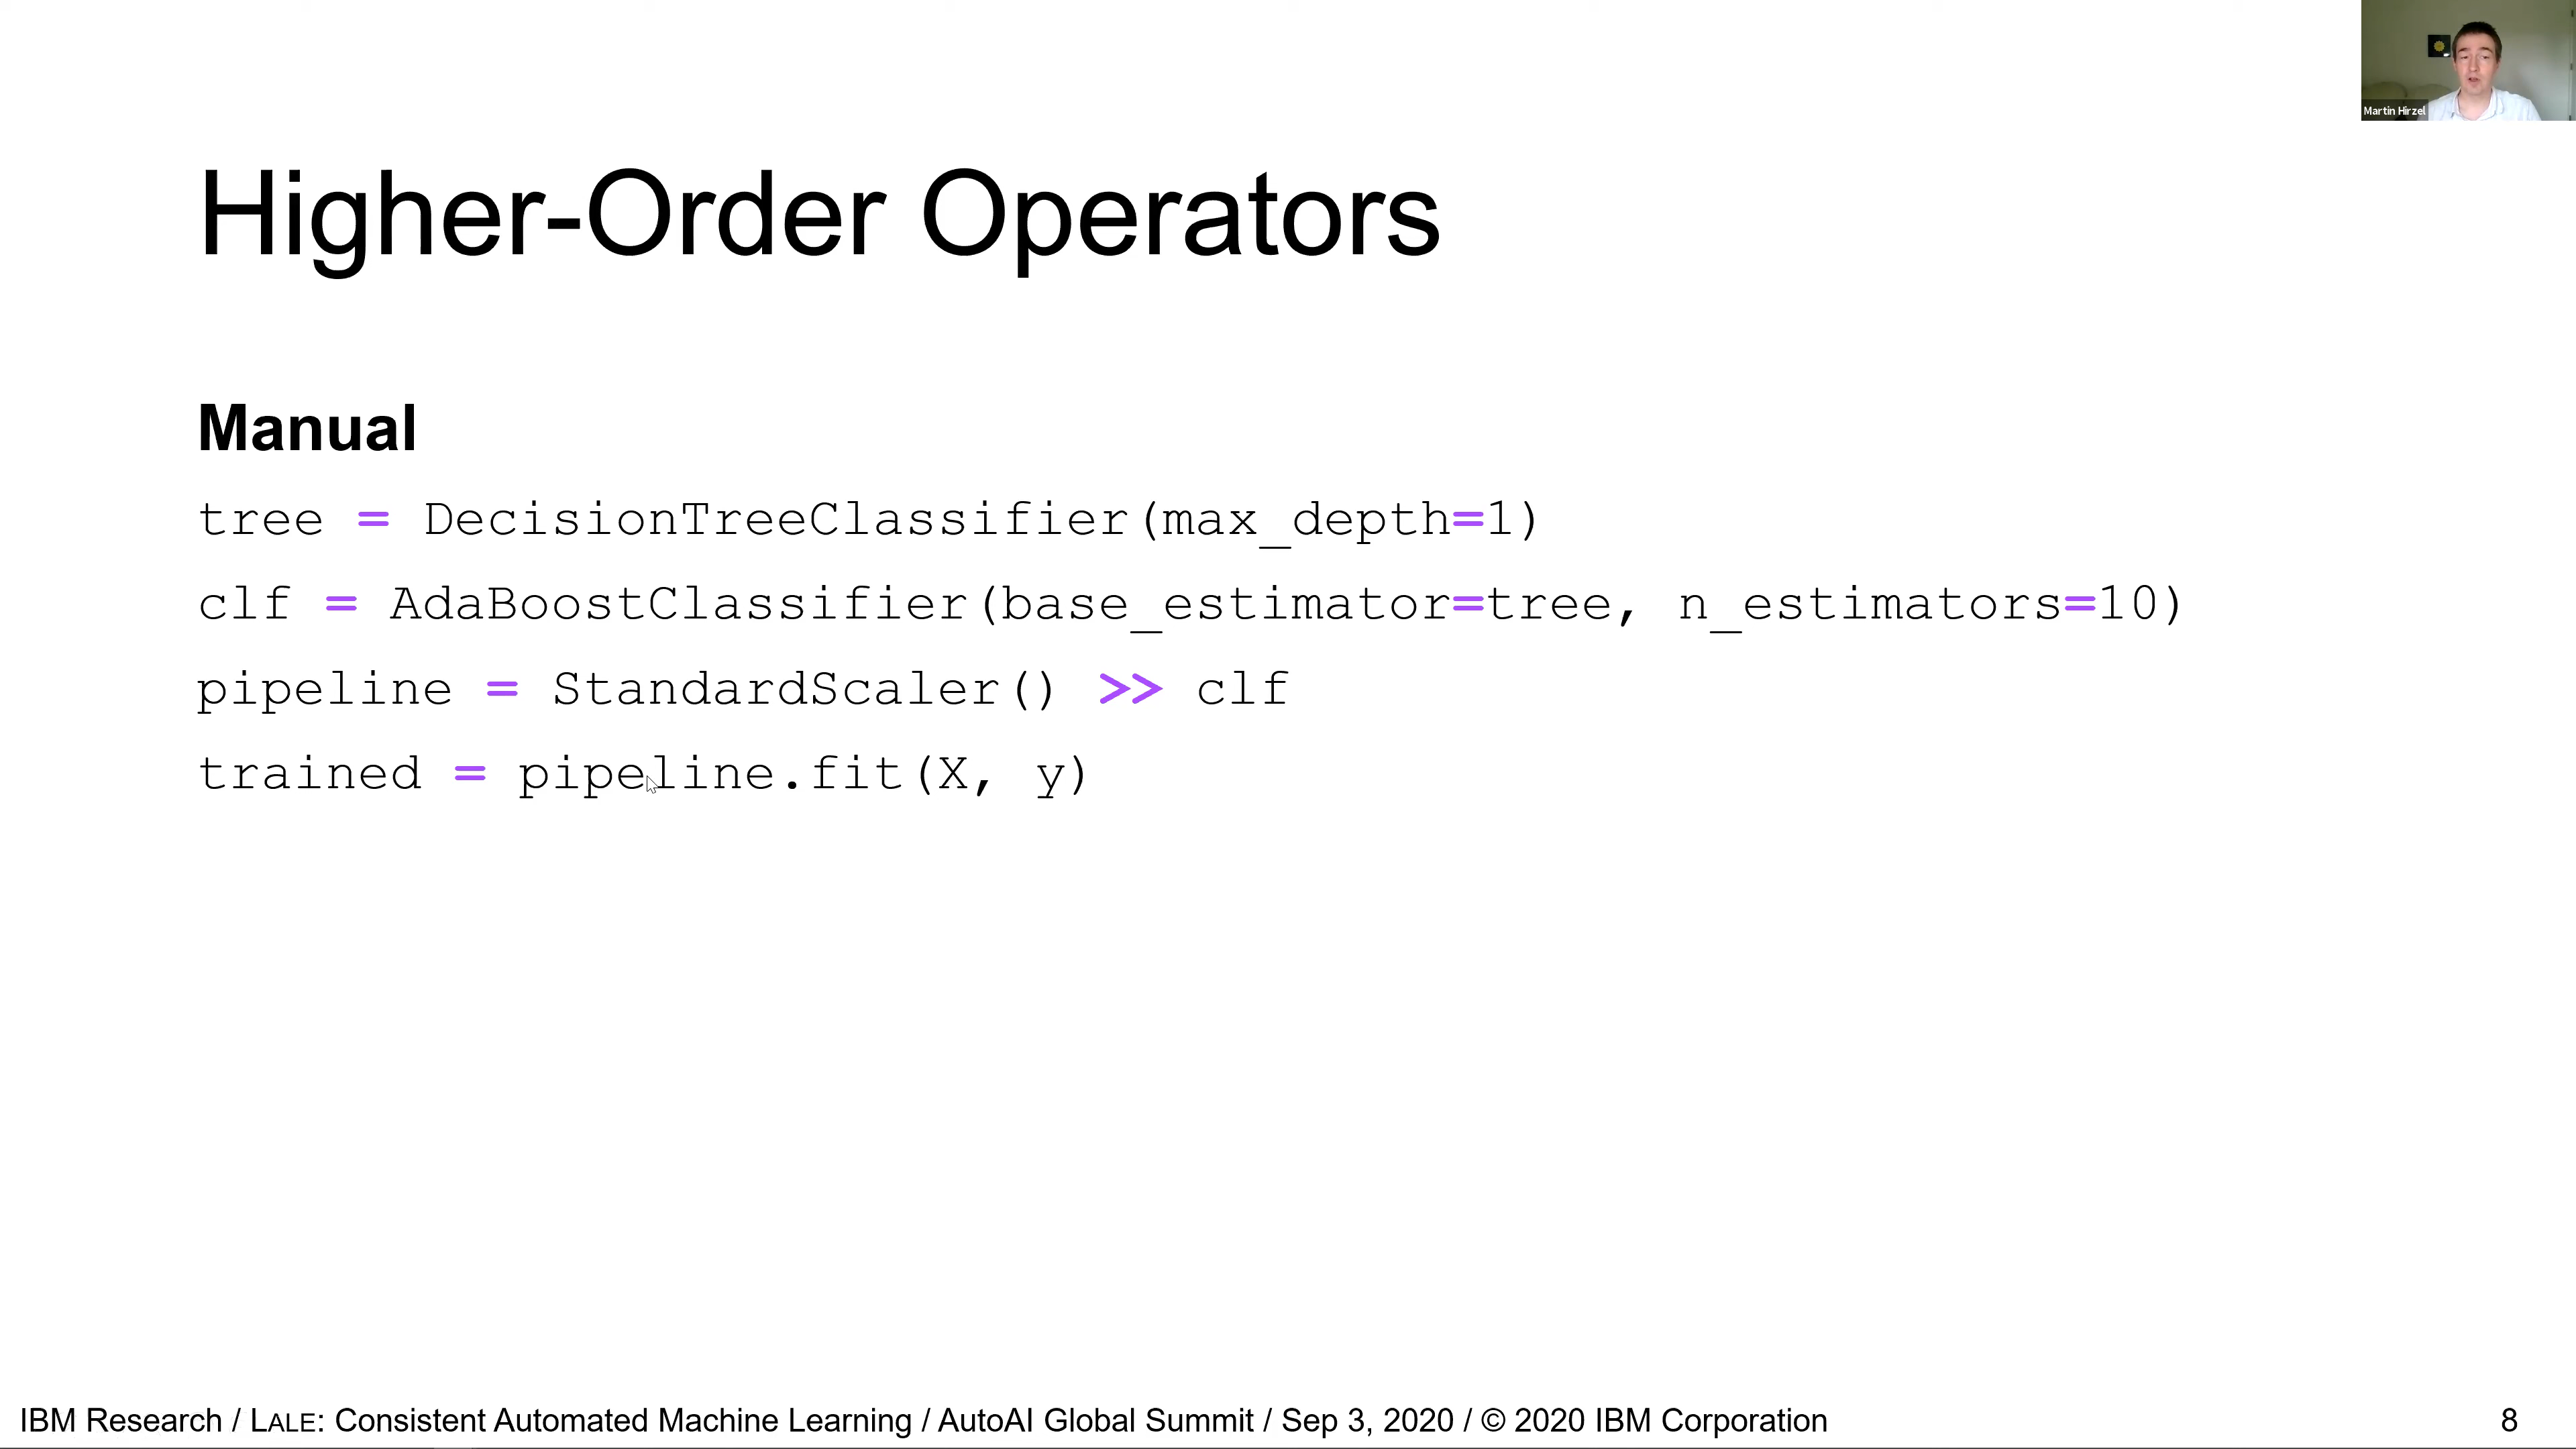 Martin Hirzel
Higher-Order Operators
Manual
tree = DecisionTreeClassifier(max_depth=1)
clf = AdaBoostClassifier(base_estimator=tree, n_estimators=10)
pipeline = StandardScaler() >> clf
trained = pipeline.fit(X, y)
IBM Research / LALE: Consistent Automated Machine Learning / AutoAI Global Summit / Sep 3, 2020 / © 2020 IBM Corporation
8